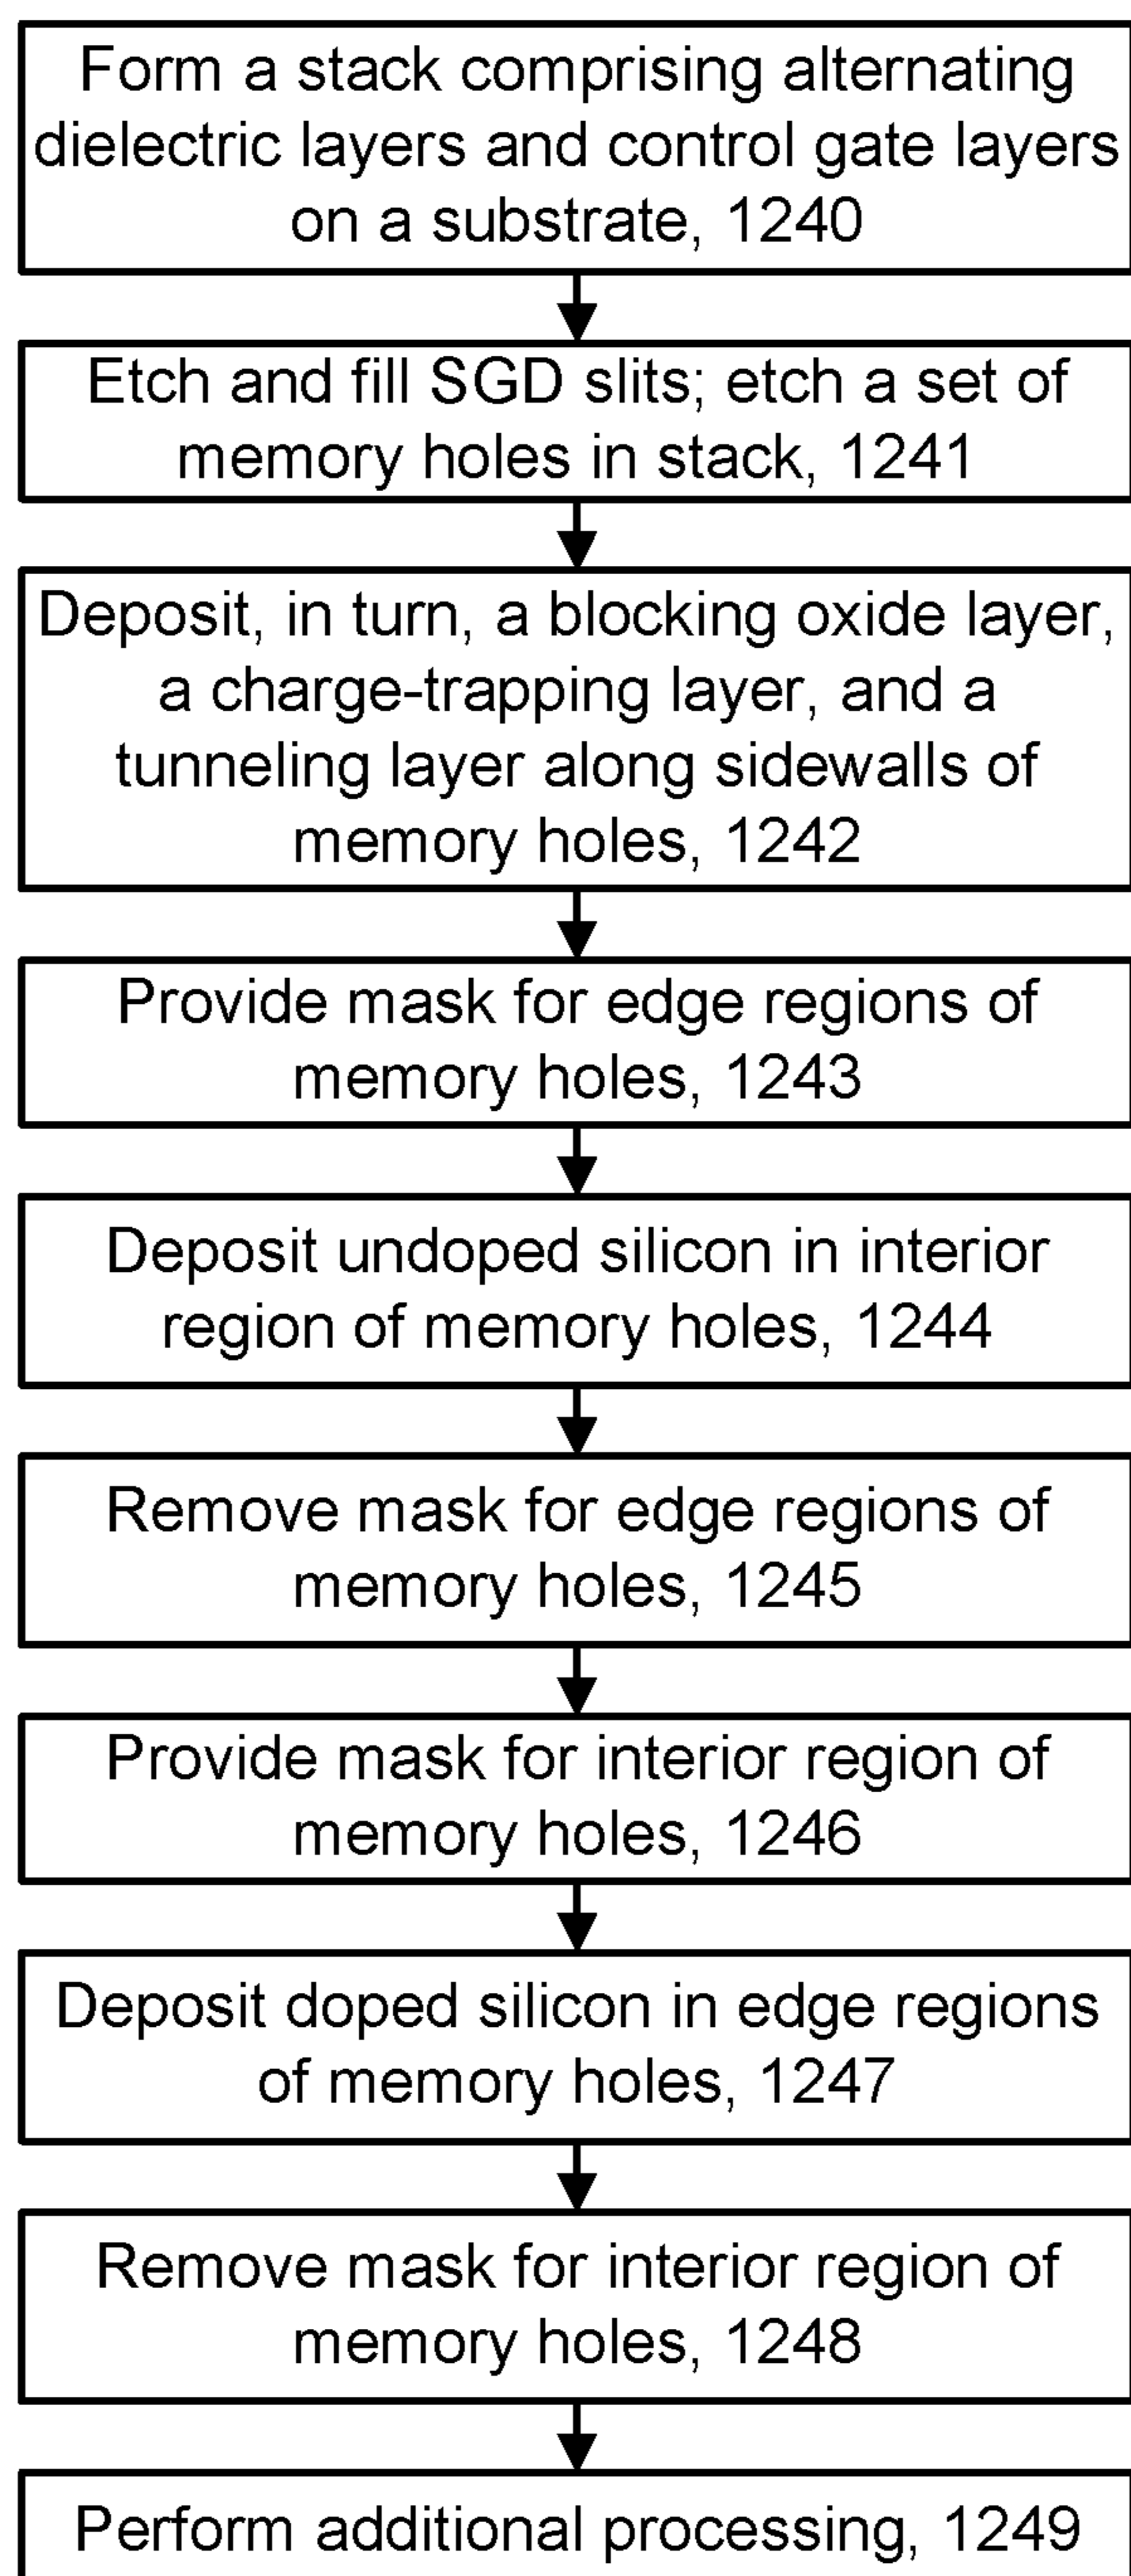 Form a stack comprising alternating
dielectric layers and control gate layers
on a substrate, 1240
Etch and fill SGD slits; etch a set of
memory holes in stack, 1241
Deposit, in turn, a blocking oxide layer,
a charge-trapping layer, and a
tunneling layer along sidewalls of
memory holes, 1242
Provide mask for edge regions of
memory holes, 1243
Deposit undoped silicon in interior
region of memory holes, 1244
Remove mask for edge regions of
memory holes, 1245
Provide mask for interior region of
memory holes, 1246
Deposit doped silicon in edge regions
of memory holes, 1247
Remove mask for interior region of
memory holes, 1248
Perform additional processing, 1249